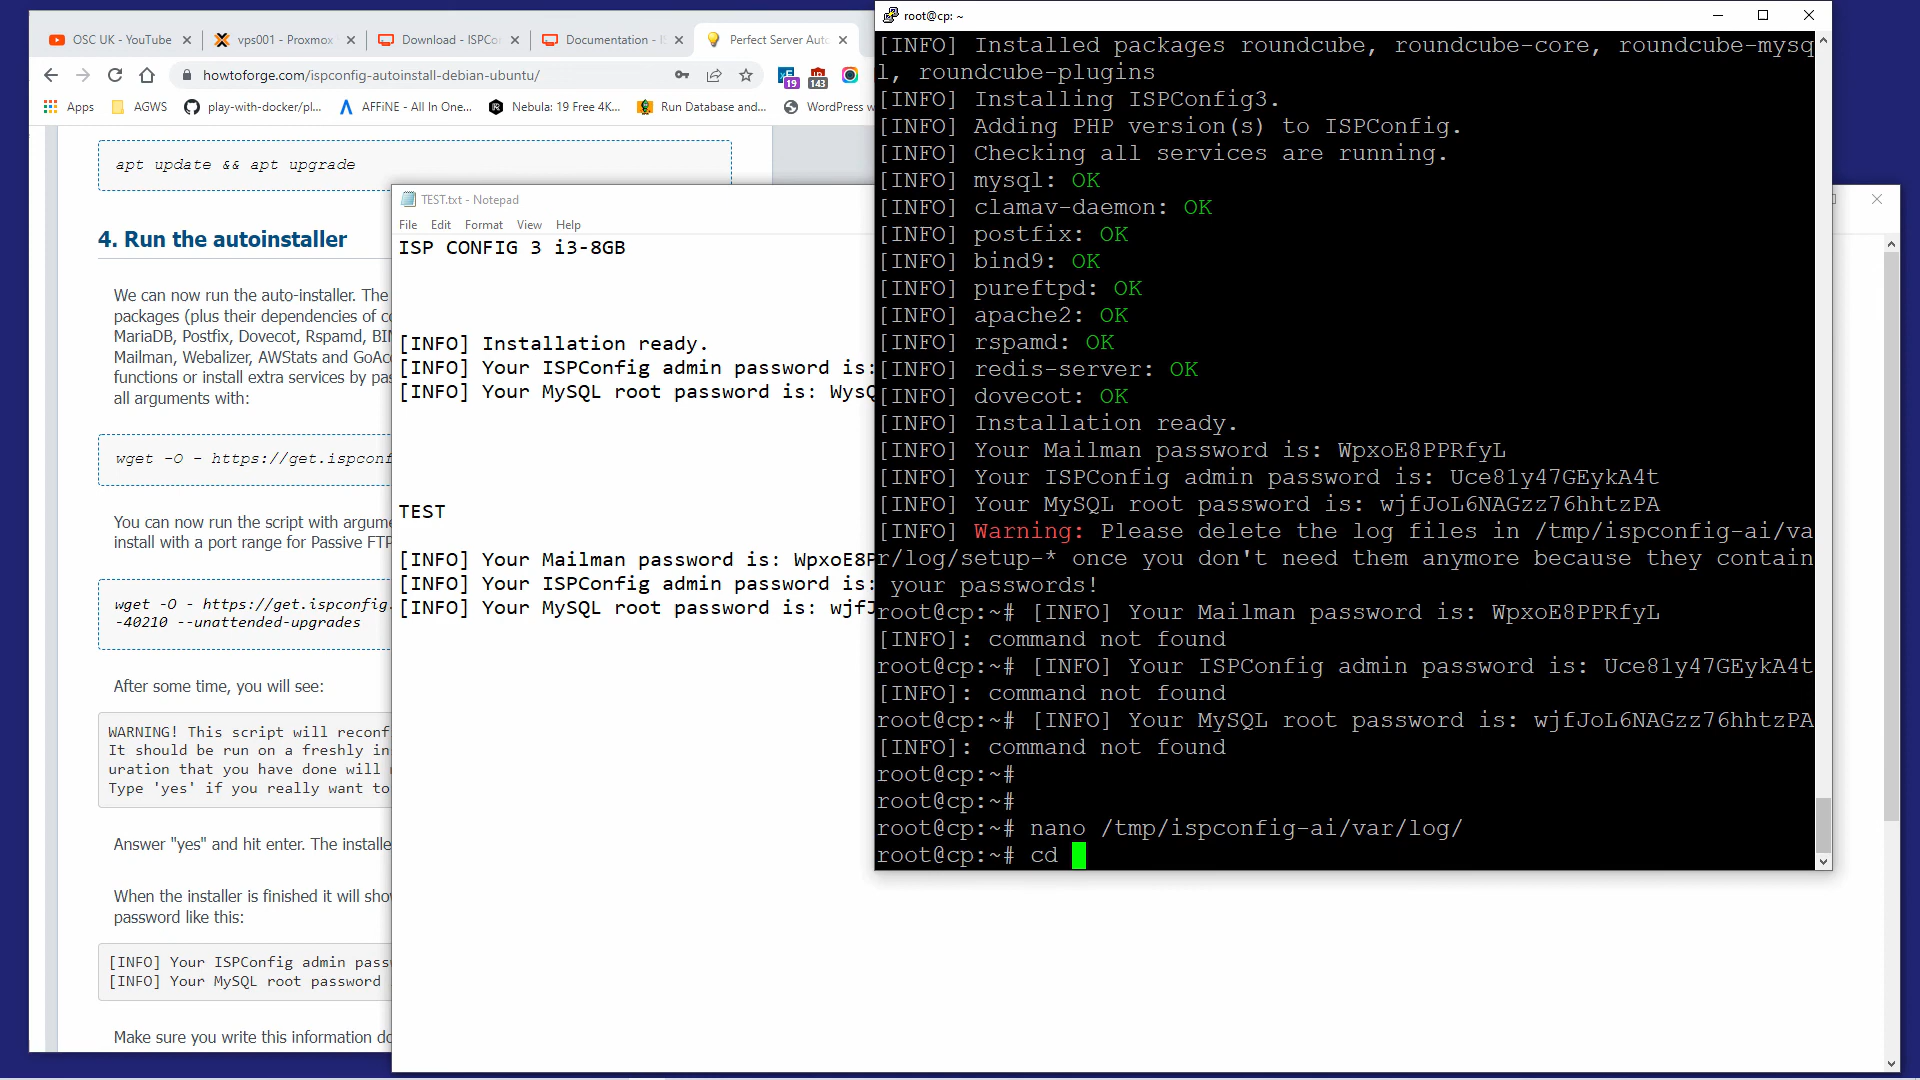 OSC UK - YouTube
vps001 - Proxmox
Download - ISPCo
Documentation - I
Perfect Server Aut
howtoforge.com/ispconfig-autoinstall-debian-ubuntu/
19
143
Apps
AGWS
play-with-docker/pl...
AFFiNE - All In One...
Nebula: 19 Free 4K...
Run Database and...
WordPress w
apt update && apt upgrade
4. Run the autoinstaller
We can now run the auto-installer. The
packages (plus their dependencies of co
MariaDB, Postfix, Dovecot, Rspamd, BI
Mailman, Webalizer, AWStats and GoAc
functions or install extra services by pas
all arguments with:
wget -O - https://get.ispconf
You can now run the script with argume
install with a port range for Passive FTP
wget -O - https://get.ispconfig.
-40210 --unattended-upgrades
After some time, you will see:
WARNING! This script will reconf
It should be run on a freshly in
uration that you have done will
Type 'yes' if you really want to
Answer "yes" and hit enter. The installe
When the installer is finished it will sho
password like this:
[INFO] Your ISPConfig admin pass
[INFO] Your MySQL root password
Make sure you write this information do
TEST.txt - Notepad
File Edit Format View Help
ISP CONFIG 3 i3-8GB
[INFO] Installation ready.
[INFO] Your ISPConfig admin password is:
[INFO] Your MySQL root password is: WysQ
TEST
[INFO] Your Mailman password is: WpxoE8P
[INFO] Your ISPConfig admin password is:
[INFO] Your MySQL root password is: wjfJ
root@cp: ~
[INFO] Installed packages roundcube, roundcube-core, roundcube-mysq
l, roundcube-plugins
[INFO] Installing ISPConfig3.
[INFO] Adding PHP version(s) to ISPConfig.
[INFO] Checking all services are running.
[INFO] mysql: OK
[INFO] clamav-daemon: OK
[INFO] postfix: OK
[INFO] bind9: OK
[INFO] pureftpd: OK
[INFO] apache2: OK
[INFO] rspamd: OK
[INFO] redis-server: OK
[INFO] dovecot: OK
[INFO] Installation ready.
[INFO] Your Mailman password is: WpxoE8PPRfyL
[INFO] Your ISPConfig admin password is: Uce81y47GEykA4t
[INFO] Your MySQL root password is: wjfJoL6NAGzz76hhtzPA
[INFO] Warning: Please delete the log files in /tmp/ispconfig-ai/va
r/log/setup-* once you don't need them anymore because they contain
your passwords!
root@cp:~# [INFO] Your Mailman password is: WpxoE8PPRfyL
[INFO]: command not found
root@cp:~# [INFO] Your ISPConfig admin password is: Uce81y47GEykA4t
[INFO]: command not found
root@cp:~# [INFO] Your MySQL root password is: wjfJoL6NAGzz76hhtzPA
[INFO]: command not found
root@cp:~#
root@cp:~#
root@cp:~# nano /tmp/ispconfig-ai/var/log/
root@cp:~# cd